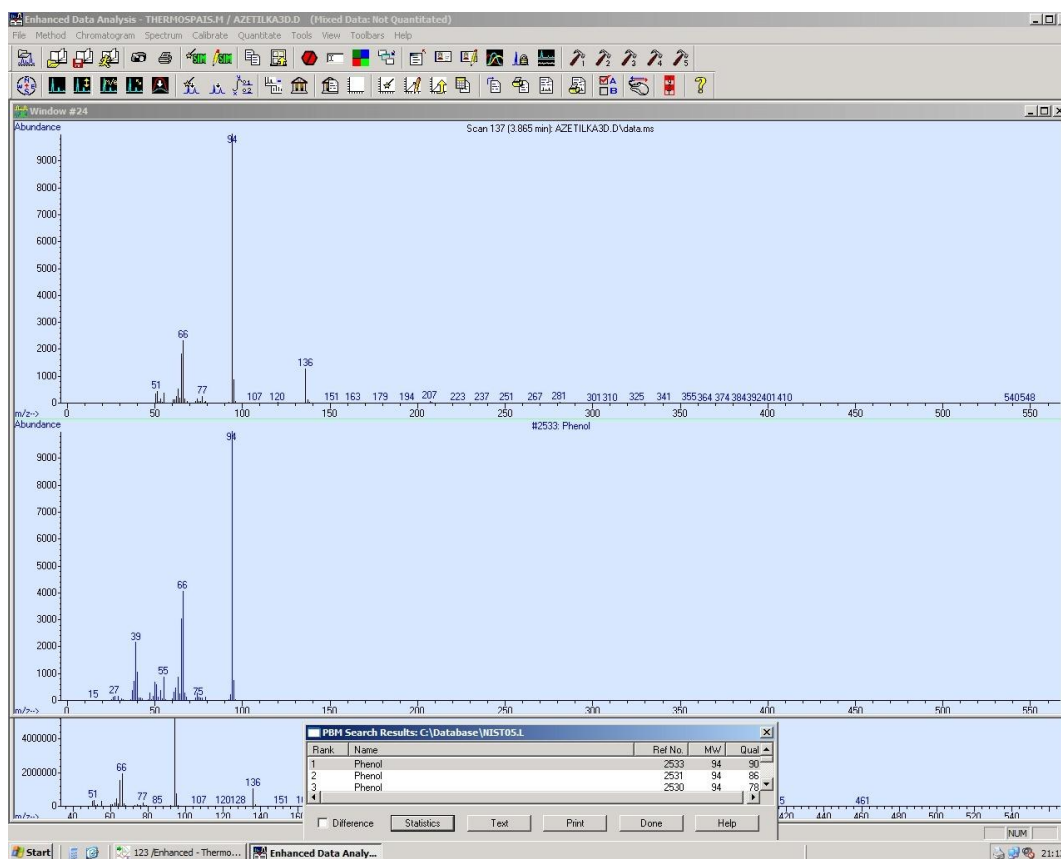 Enhanced Data Analysis - THERMOSPAIS.M / AZETILKA3D.D (Mixed Data: Not Quantitated)
File Method Chromatogram Spectrum Calibrate Quantitate Tools View Toolbars Help
Window #24
Abundance
Scan 137 (3.865 min): AZETILKA3D.D\data.ms
94
9000
8000
7000
6000
5000
4000
3000
66
2000
136
1000
51 77
107 120 151 163 179 194 207 223 237 251 267 281 301 310 325 341 355 364 374 384 392 401 410 540 548
0
m/z--> 0 50 100 150 200 250 300 350 400 450 500 550
Abundance
#2533: Phenol
94
9000
8000
7000
6000
5000
4000
66
3000
39
2000
55
1000
15 27 75
0
m/z--> 0 50 100 150 200 250 300 350 400 450 500 550
4000000
2000000
66
136
51 77 85 107 120 128 151
461
0
m/z--> 40 60 80 100 120 140 160 420 440 460 480 500 520 540
PBM Search Results: C:\Database\NIST05.L
Rank Name Ref No. MW Qual
1 Phenol 2533 94 90
2 Phenol 2531 94 86
3 Phenol 2530 94 78
Difference Statistics Text Print Done Help
NUM
Start 123 /Enhanced - Thermo... Enhanced Data Analy...